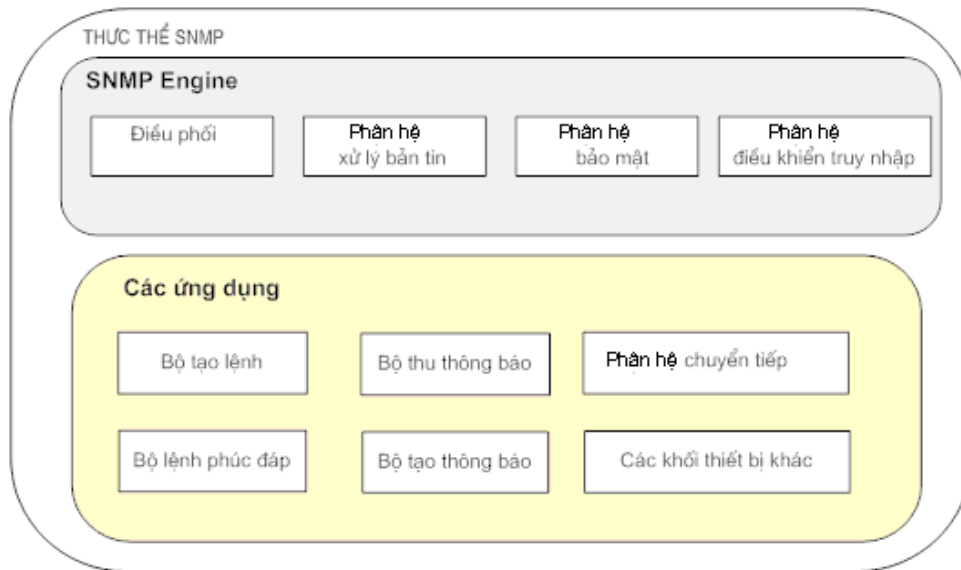 THƯC THỂ SNMP
SNMP Engine
Điều phối
Phân hệ
xử lý bản tin
Phân hệ
bảo mật
Phân hệ
điều khiển truy nhập
Các ứng dụng
Bộ tạo lệnh
Bộ thu thông báo
Phận hệ chuyển tiếp
Bộ lệnh phúc đáp
Bộ tạo thông báo
Các khối thiết bị khác